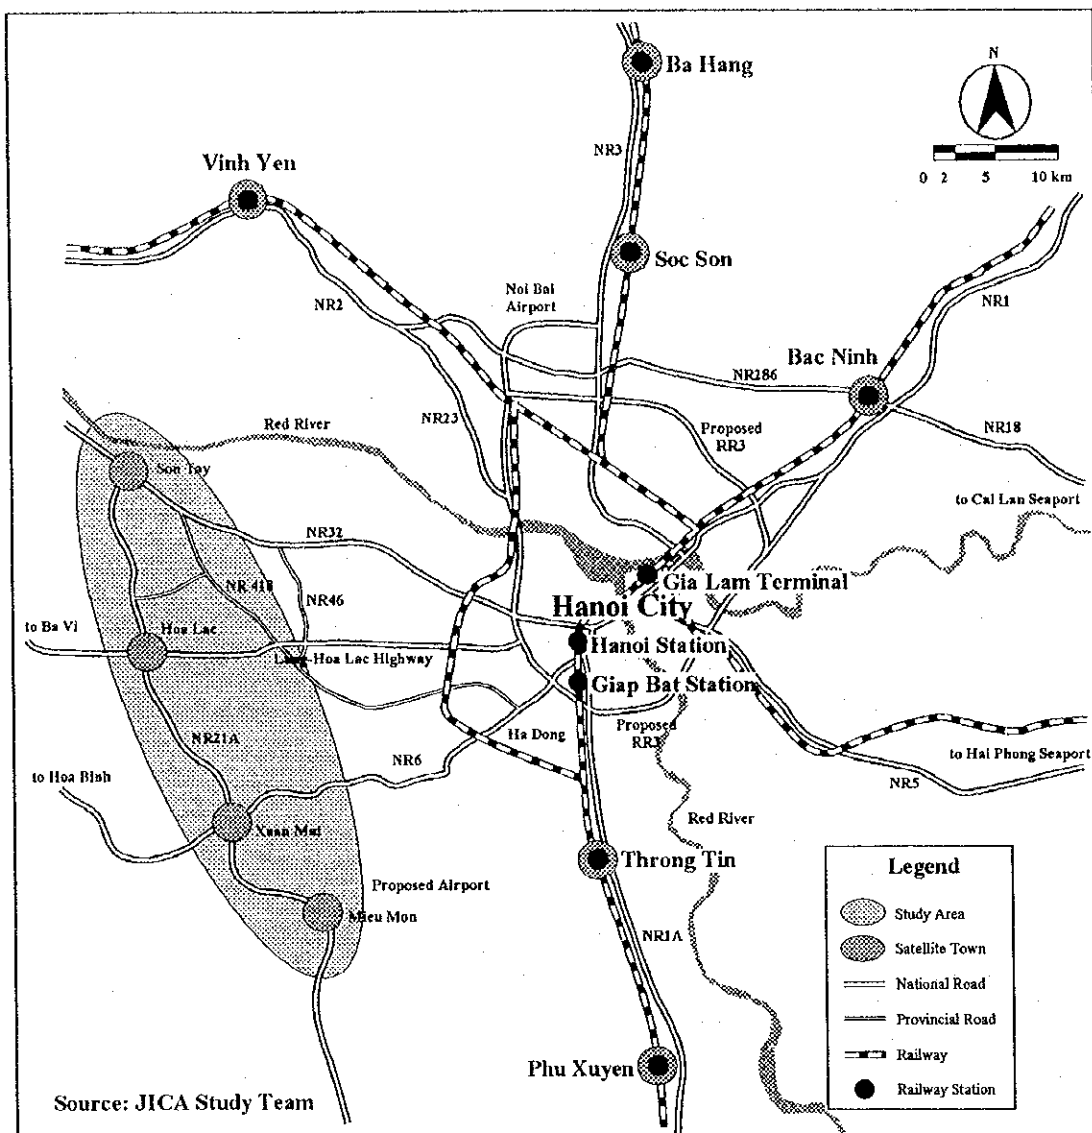 Ba Hang
N
NR3
0 2 5 10 km
Vinh Yen
Soc Son
Noi Bai
Airport
NR2
NR1
Bac Ninh
NR286
NR23
Red River
Proposed
RR3
NR18
Son Tay
to Cai Lan Seaport
NR32
NR 41B
NR46
Gia Lam Terminal
Hanoi City
to Ba Vi
Hoa Lac
Hanoi Station
Lang-Hoa Lac Highway
Giap Bat Station
NR21A
Ha Dong
Proposed
RR3
NR6
to Hai Phong Seaport
NR5
to Hoa Binh
Red River
Xuan Mai
Throng Tin
Proposed Airport
Mieu Mon
NR1A
Legend
Study Area
Satellite Town
National Road
Provincial Road
Railway
Railway Station
Phu Xuyen
Source: JICA Study Team